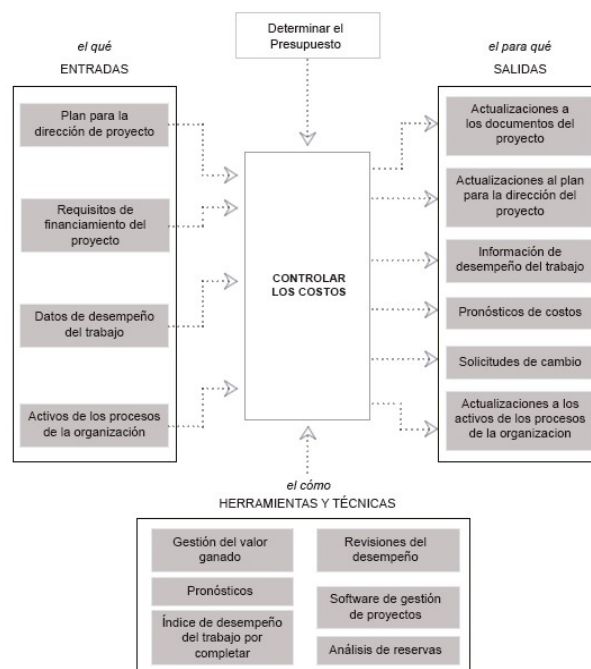 Determinar el
Presupuesto
el qué
ENTRADAS
Plan para la
dirección de proyecto
Requisitos de
financiamiento del
proyecto
Datos de desempeño
del trabajo
Activos de los procesos
de la organización
CONTROLAR
LOS COSTOS
el para qué
SALIDAS
Actualizaciones a
los documentos del
proyecto
Actualizaciones al plan
para la dirección del
proyecto
Información de
desempeño del trabajo
Pronósticos de costos
Solicitudes de cambio
Actualizaciones a los
activos de los procesos
de la organizacion
el cómo
HERRAMIENTAS Y TÉCNICAS
Gestión del valor
ganado
Pronósticos
Índice de desempeño
del trabajo por
completar
Revisiones del
desempeño
Software de gestión
de proyectos
Análisis de reservas